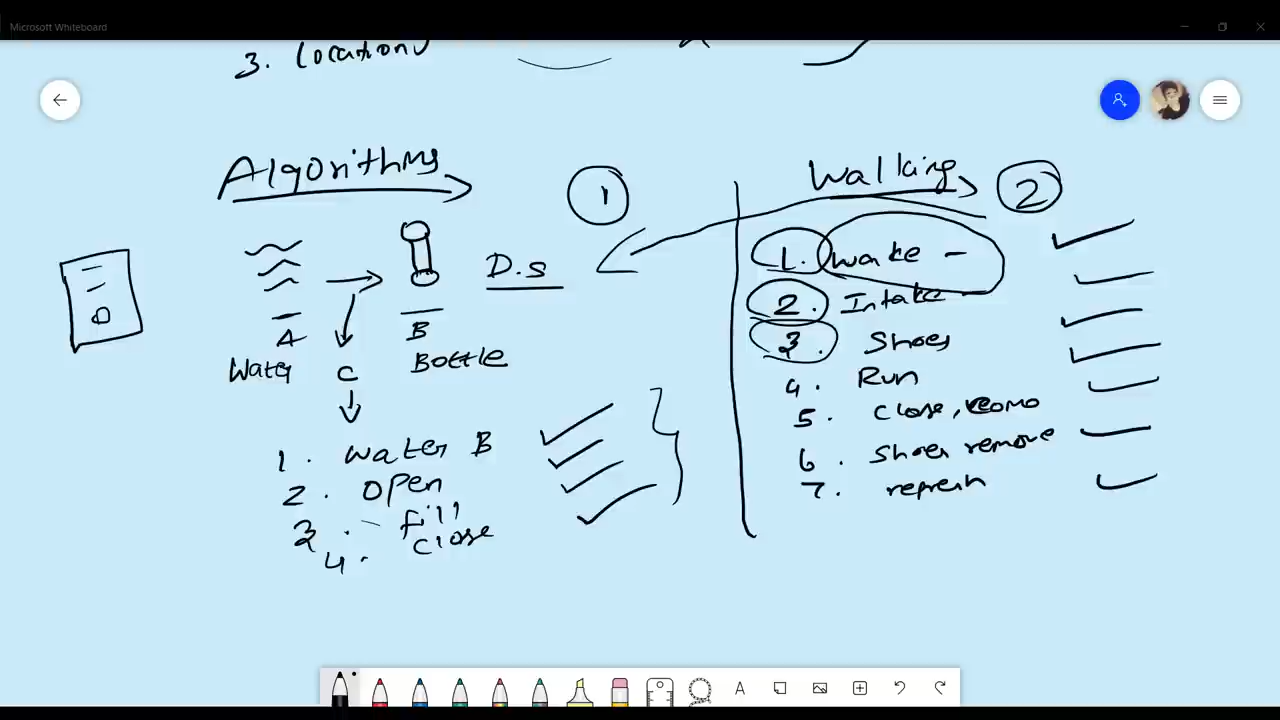 Microsoft Whiteboard
3. Location
Algorithms
1
D.S
A
B
Water
C
Bottle
1. Water B
2. Open
3. fill
4. Close
Walking
2
1. Wake -
2. Intake -
3. Shoes
4. Run
5. Close,
6. Shoes remove
7. refresh
A